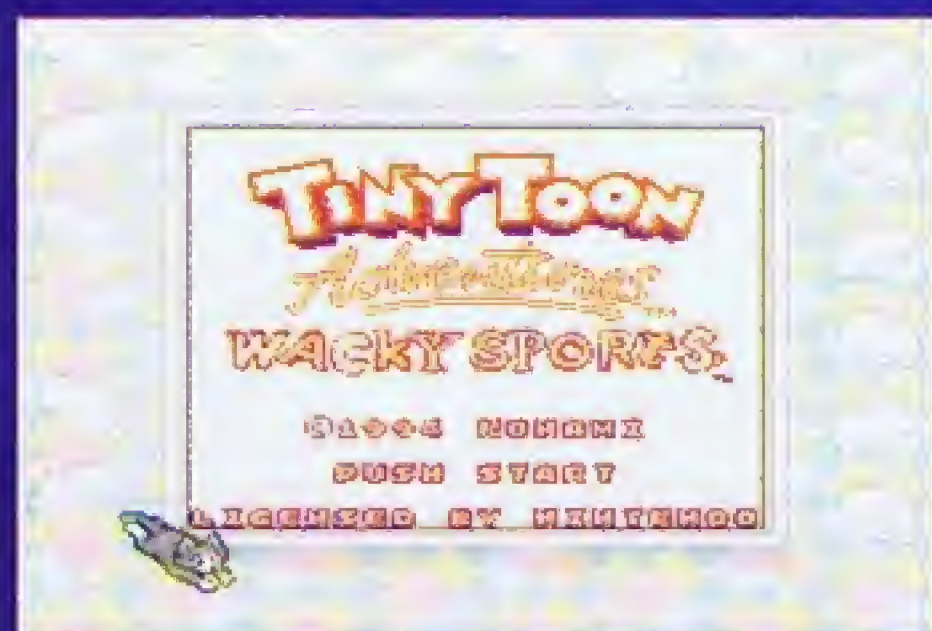 TINY TOON
Adventures
WACKY SPORTS
©1994 KONAMI
PUSH START
LICENSED BY NINTENDO